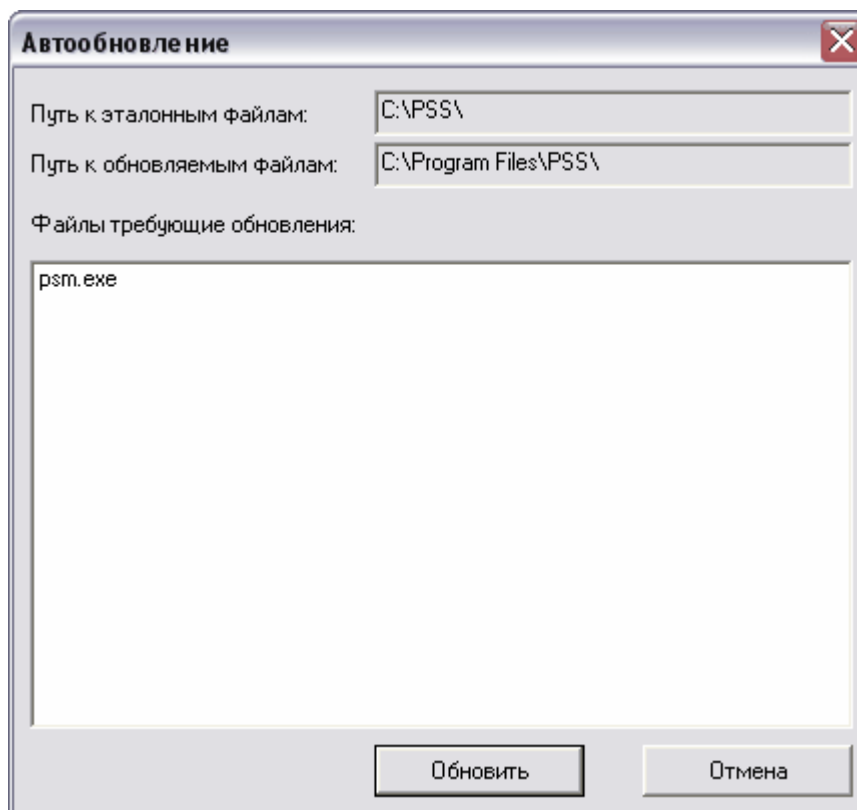 Автообновление
Путь к эталонным файлам: C:\PSS\
Путь к обновляемым файлам: C:\Program Files\PSS\
Файлы требующие обновления:
psm.exe
Обновить Отмена